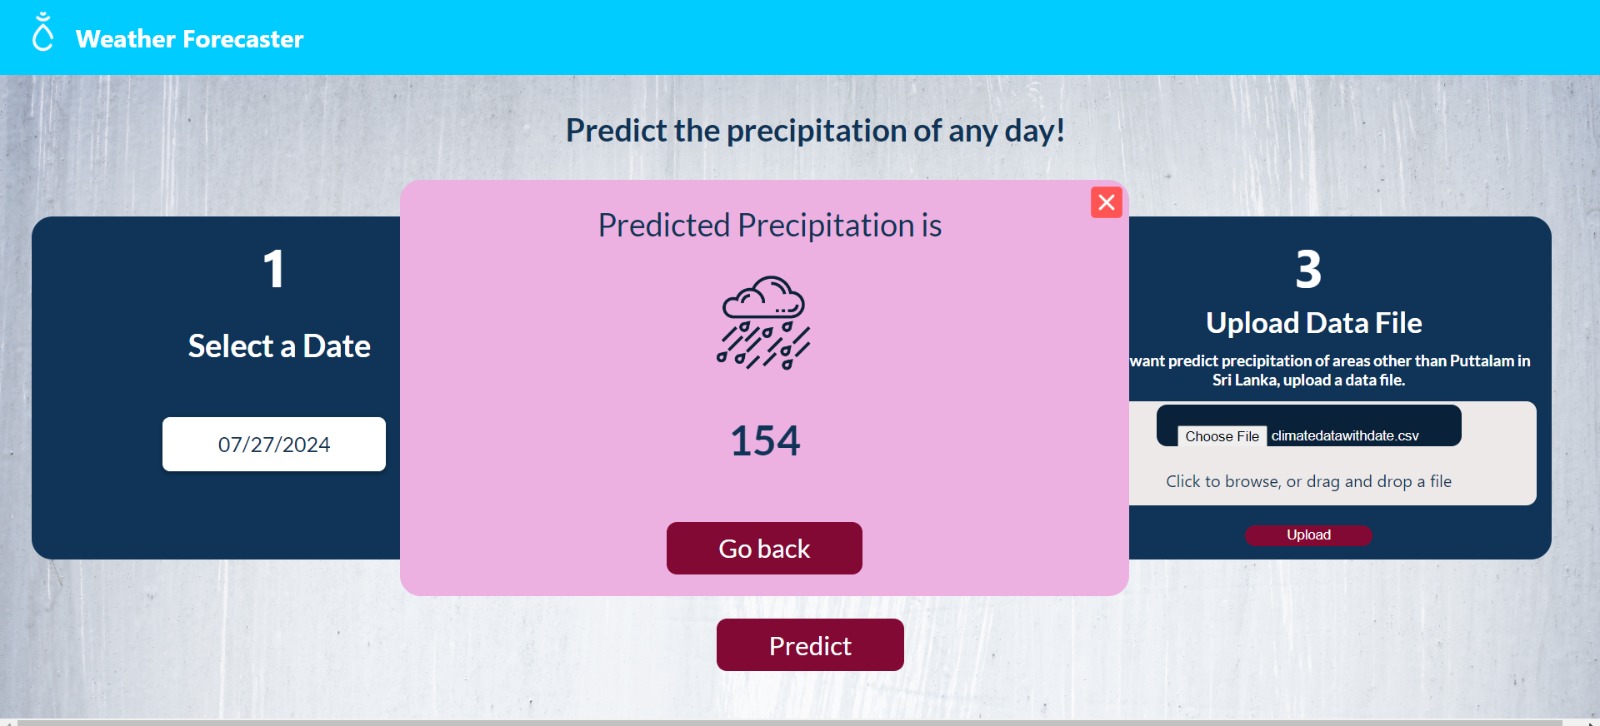 Weather Forecaster
Predict the precipitation of any day!
1
Select a Date
07/27/2024
Predicted Precipitation is
154
Go back
3
Upload Data File
want predict precipitation of areas other than Puttalam in
Sri Lanka, upload a data file.
Choose File climatedatawithdate.csv
Click to browse, or drag and drop a file
Upload
Predict